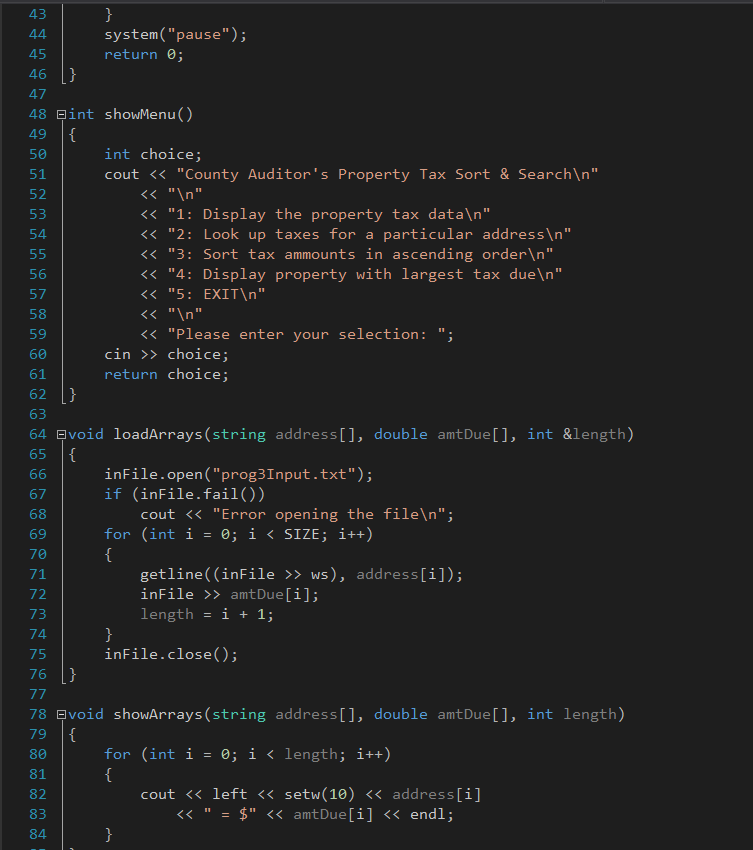 43         }
44         system("pause");
45         return 0;
46     }
47
48     int showMenu()
49     {
50         int choice;
51         cout << "County Auditor's Property Tax Sort & Search\n"
52             << "\n"
53             << "1: Display the property tax data\n"
54             << "2: Look up taxes for a particular address\n"
55             << "3: Sort tax ammounts in ascending order\n"
56             << "4: Display property with largest tax due\n"
57             << "5: EXIT\n"
58             << "\n"
59             << "Please enter your selection: ";
60         cin >> choice;
61         return choice;
62     }
63
64     void loadArrays(string address[], double amtDue[], int &length)
65     {
66         inFile.open("prog3Input.txt");
67         if (inFile.fail())
68             cout << "Error opening the file\n";
69         for (int i = 0; i < SIZE; i++)
70         {
71             getline((inFile >> ws), address[i]);
72             inFile >> amtDue[i];
73             length = i + 1;
74         }
75         inFile.close();
76     }
77
78     void showArrays(string address[], double amtDue[], int length)
79     {
80         for (int i = 0; i < length; i++)
81         {
82             cout << left << setw(10) << address[i]
83                 << " = $" << amtDue[i] << endl;
84         }